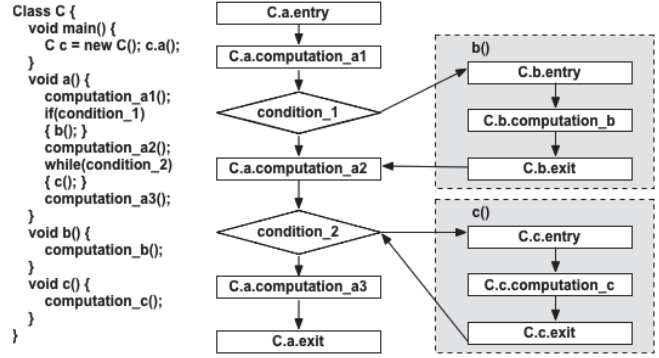 Class C {
void main() {
C c = new C(); c.a();
}
void a() {
computation_a1();
if(condition_1)
{ b(); }
computation_a2();
while(condition_2)
{ c(); }
computation_a3();
}
void b() {
computation_b();
}
void c() {
computation_c();
}
}
C.a.entry
C.a.computation_a1
condition_1
C.a.computation_a2
condition_2
C.a.computation_a3
C.a.exit
b()
C.b.entry
C.b.computation_b
C.b.exit
c()
C.c.entry
C.c.computation_c
C.c.exit